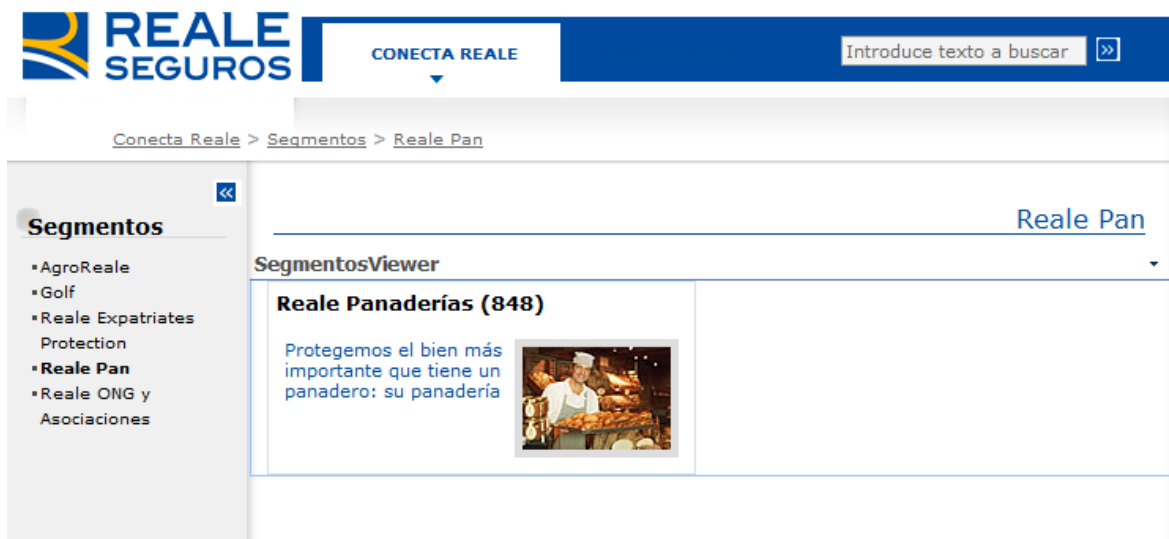 REALE
SEGUROS
CONECTA REALE
Introduce texto a buscar
Conecta Reale > Segmentos > Reale Pan
Segmentos
AgroReale
Golf
Reale Expatriates
Protection
Reale Pan
Reale ONG y
Asociaciones
Reale Pan
SegmentosViewer
Reale Panaderías (848)
Protegemos el bien más
importante que tiene un
panadero: su panadería